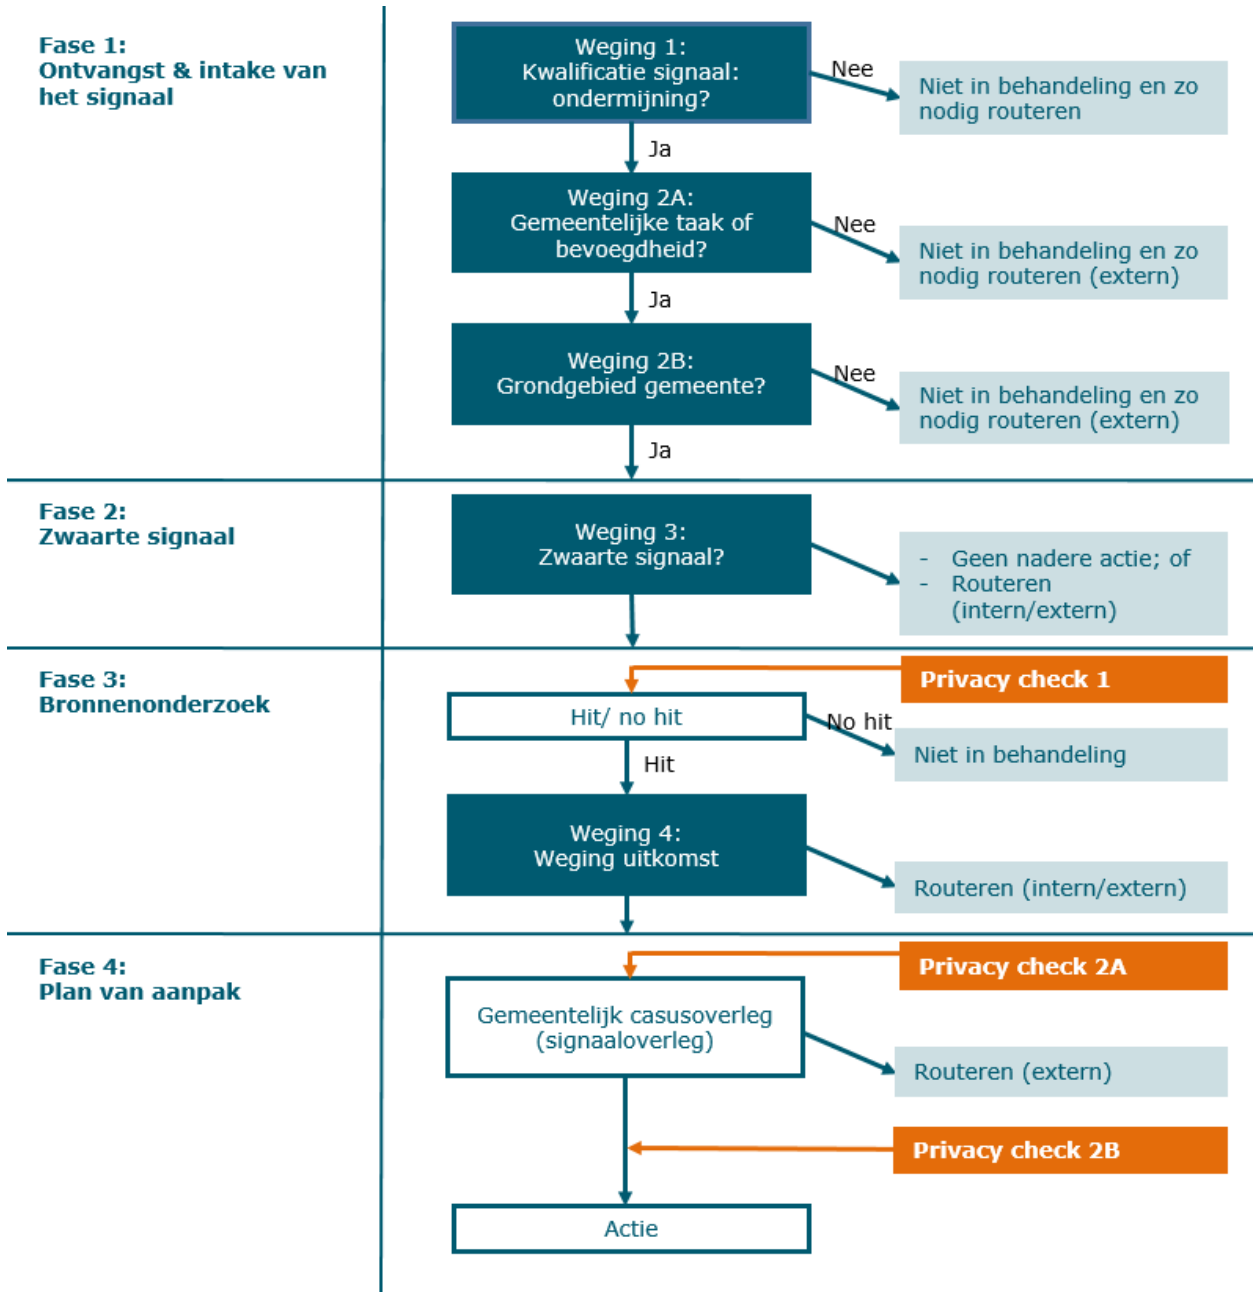 Fase 1:
Ontvangst & intake van
het signaal
Weging 1:
Kwalificatie signaal:
ondermijning?
Nee
Niet in behandeling en zo
nodig routeren
Ja
Weging 2A:
Gemeentelijke taak of
bevoegdheid?
Nee
Niet in behandeling en zo
nodig routeren (extern)
Ja
Weging 2B:
Grondgebied gemeente?
Nee
Niet in behandeling en zo
nodig routeren (extern)
Ja
Fase 2:
Zwaarte signaal
Weging 3:
Zwaarte signaal?
- Geen nadere actie; of
- Routeren
(intern/extern)
Fase 3:
Bronnenonderzoek
Privacy check 1
Hit/ no hit
No hit
Niet in behandeling
Hit
Weging 4:
Weging uitkomst
Routeren (intern/extern)
Fase 4:
Plan van aanpak
Privacy check 2A
Gemeentelijk casusoverleg
(signaaloverleg)
Routeren (extern)
Privacy check 2B
Actie